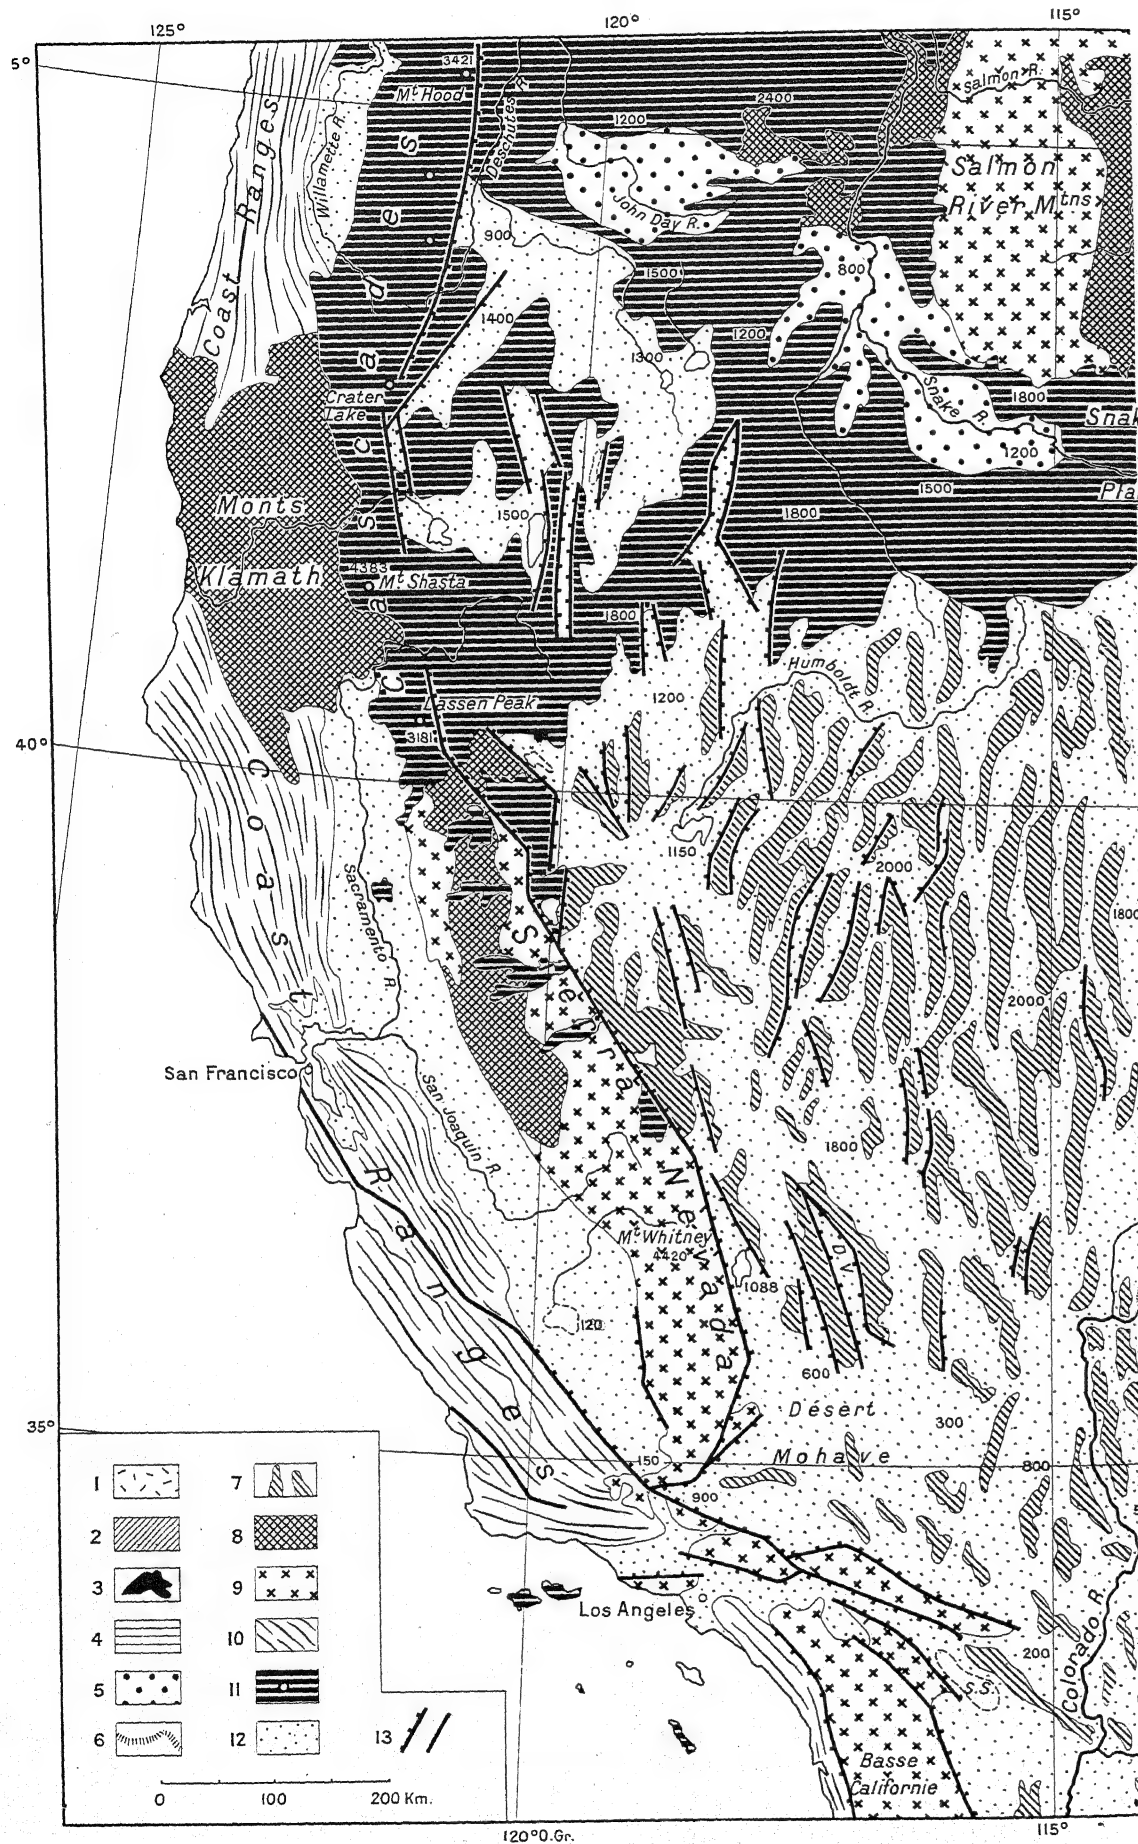 125°
120°
115°
5°
3421
Mt Hood
Deschutes R.
2400
1200
Salmon R.
Willamette R.
Coast Ranges
Salmon
River Mtns
John Day R.
900
1500
800
1400
1200
1300
Crater
Lake
Snake R.
1800
Snak
1200
1500
Pla
Monts
Klamath
1500
1800
4383
Mt Shasta
Cascades
1800
Humboldt R.
1200
Lassen Peak
3181
40°
1150
2000
1800
Sacramento R.
2000
San Francisco
San Joaquin R.
1800
Coast Ranges
Sierra Nevada
Mt Whitney
4420
D.V.
1088
120
600
Désert
Mohave
300
35°
150
800
900
Los Angeles
200
Colorado R.
S.S.
Basse
Californie
1
2
3
4
5
6
7
8
9
10
11
12
13
0 100 200 Km.
120°O.Gr.
115°